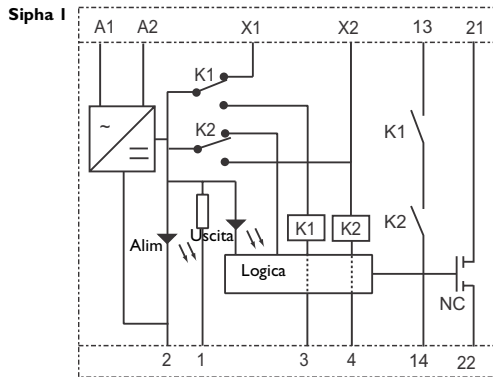 Sipha 1
A1 A2 X1 X2 13 21
K1
K2
K1
K2
~
Alim
Uscita
K1 K2
Logica
NC
2 1 3 4 14 22